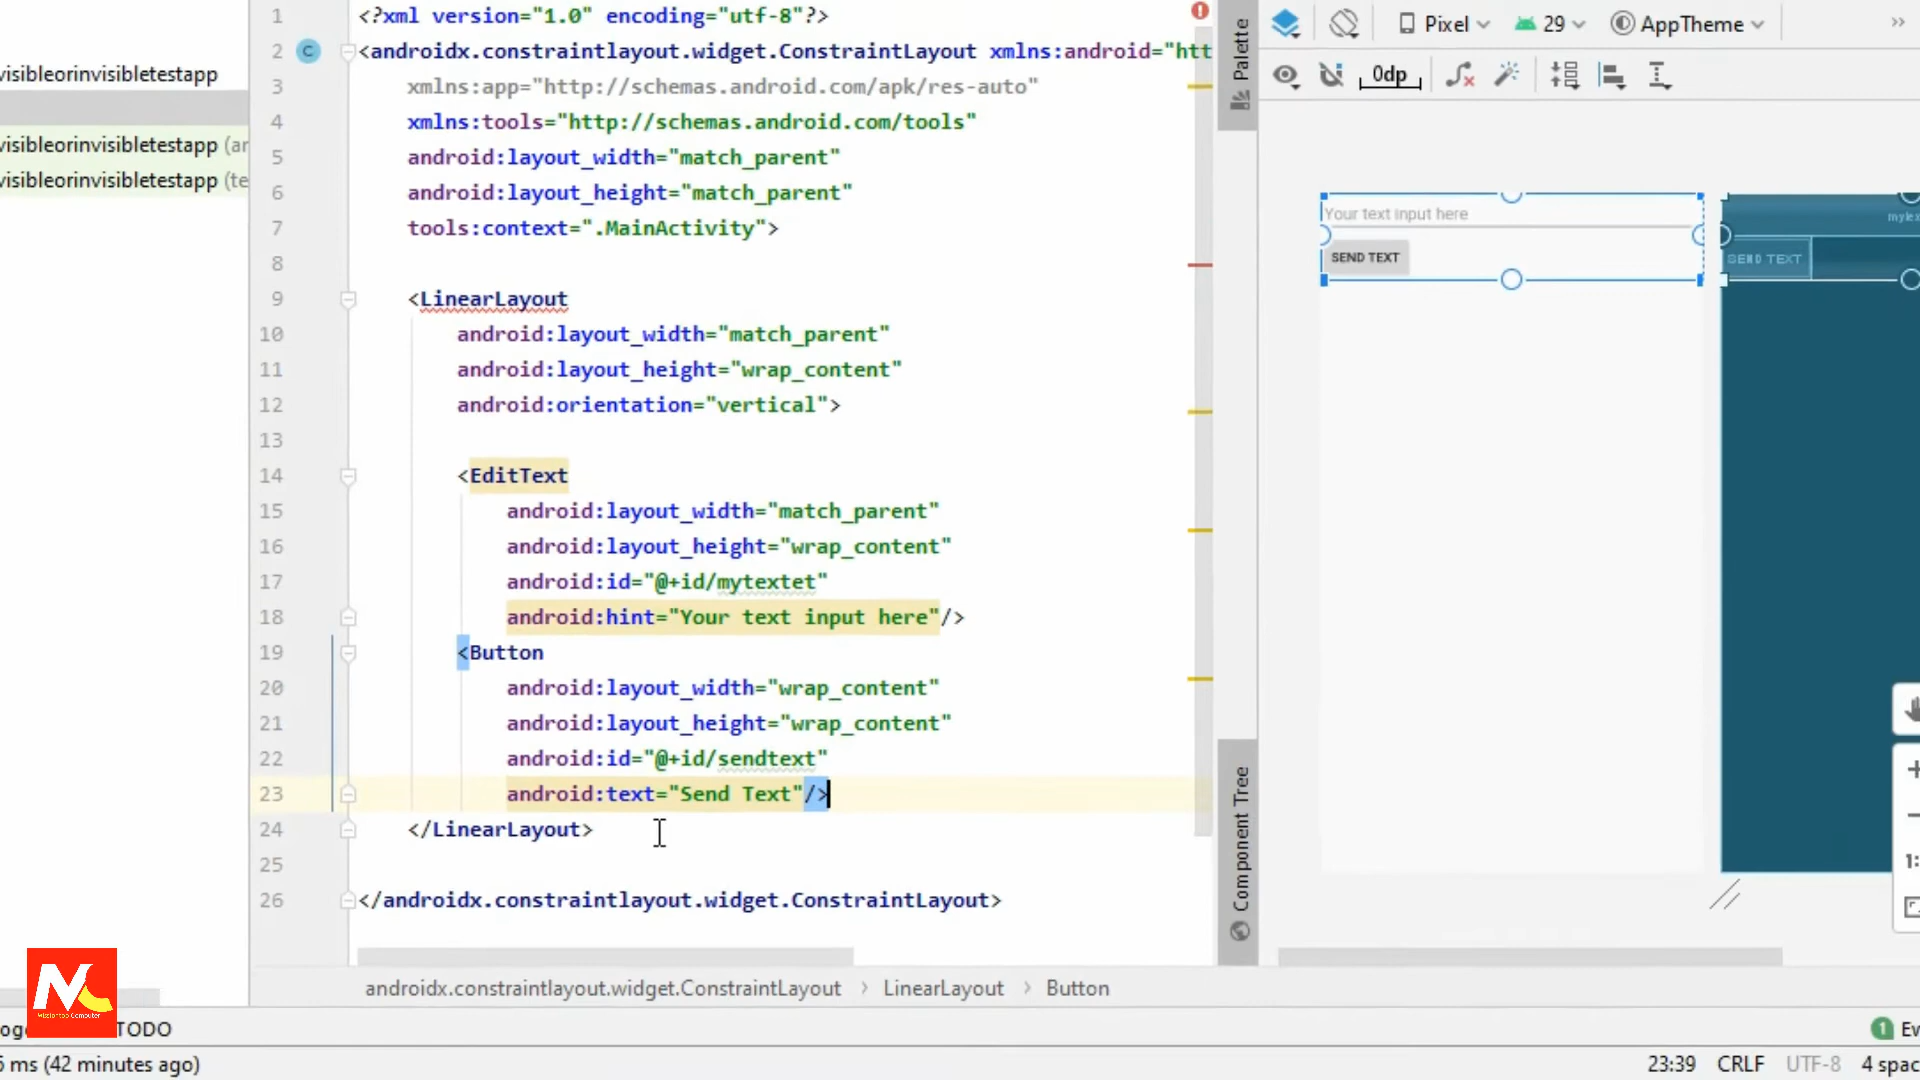 visibleorinvisibletestapp
visibleorinvisibletestapp (ar
visibleorinvisibletestapp (te
1 <?xml version="1.0" encoding="utf-8"?>
2 C <androidx.constraintlayout.widget.ConstraintLayout xmlns:android="htt
3 xmlns:app="http://schemas.android.com/apk/res-auto"
4 xmlns:tools="http://schemas.android.com/tools"
5 android:layout_width="match_parent"
6 android:layout_height="match_parent"
7 tools:context=".MainActivity">
8
9 <LinearLayout
10 android:layout_width="match_parent"
11 android:layout_height="wrap_content"
12 android:orientation="vertical">
13
14 <EditText
15 android:layout_width="match_parent"
16 android:layout_height="wrap_content"
17 android:id="@+id/mytextet"
18 android:hint="Your text input here"/>
19 <Button
20 android:layout_width="wrap_content"
21 android:layout_height="wrap_content"
22 android:id="@+id/sendtext"
23 android:text="Send Text"/>
24 </LinearLayout>
25
26 </androidx.constraintlayout.widget.ConstraintLayout>
androidx.constraintlayout.widget.ConstraintLayout > LinearLayout > Button
Palette
Component Tree
Pixel 29 AppTheme >>
0dp
Your text input here
SEND TEXT
mytex
SEND TEXT
1:
TODO
1 Ev
ms (42 minutes ago)
23:39 CRLF UTF-8 4 spac